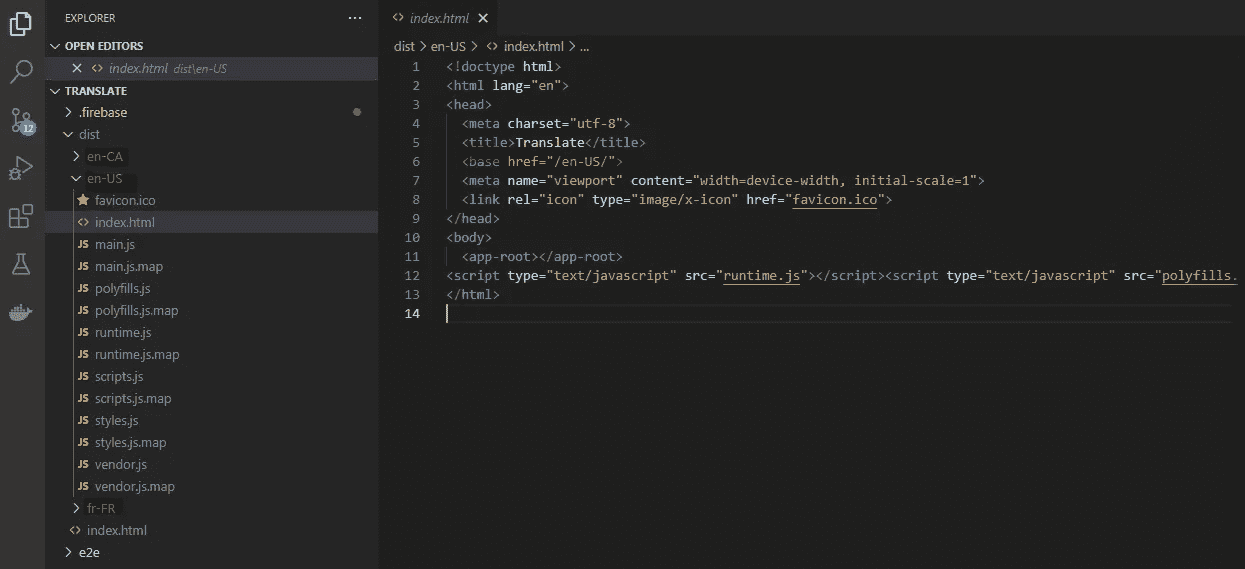 EXPLORER
OPEN EDITORS
index.html dist\en-US
TRANSLATE
.firebase
dist
en-CA
en-US
favicon.ico
index.html
JS main.js
JS main.js.map
JS polyfills.js
JS polyfills.js.map
JS runtime.js
JS runtime.js.map
JS scripts.js
JS scripts.js.map
JS styles.js
JS styles.js.map
JS vendor.js
JS vendor.js.map
fr-FR
index.html
e2e
12
index.html
dist > en-US > <> index.html > ...
1 <!doctype html>
2 <html lang="en">
3 <head>
4 <meta charset="utf-8">
5 <title>Translate</title>
6 <base href="/en-US/">
7 <meta name="viewport" content="width=device-width, initial-scale=1">
8 <link rel="icon" type="image/x-icon" href="favicon.ico">
9 </head>
10 <body>
11 <app-root></app-root>
12 <script type="text/javascript" src="runtime.js"></script><script type="text/javascript" src="polyfills.
13 </html>
14